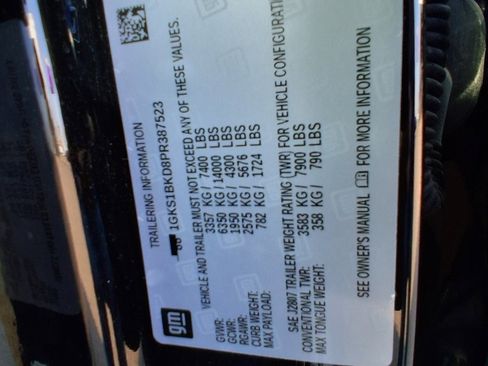 TRAILERING INFORMATION
1GKS1BKD8PR387523
VEHICLE AND TRAILER MUST NOT EXCEED ANY OF THESE VALUES.
GVWR: 3357 KG / 7400 LBS
GCWR: 6350 KG / 14000 LBS
RGAWR: 1950 KG / 4300 LBS
CURB WEIGHT: 2575 KG / 5676 LBS
MAX PAYLOAD: 782 KG / 1724 LBS
SAE J2807 TRAILER WEIGHT RATING (TWR) FOR VEHICLE CONFIGURATION
CONVENTIONAL TWR: 3583 KG / 7900 LBS
MAX TONGUE WEIGHT: 358 KG / 790 LBS
SEE OWNER'S MANUAL FOR MORE INFORMATION
gm